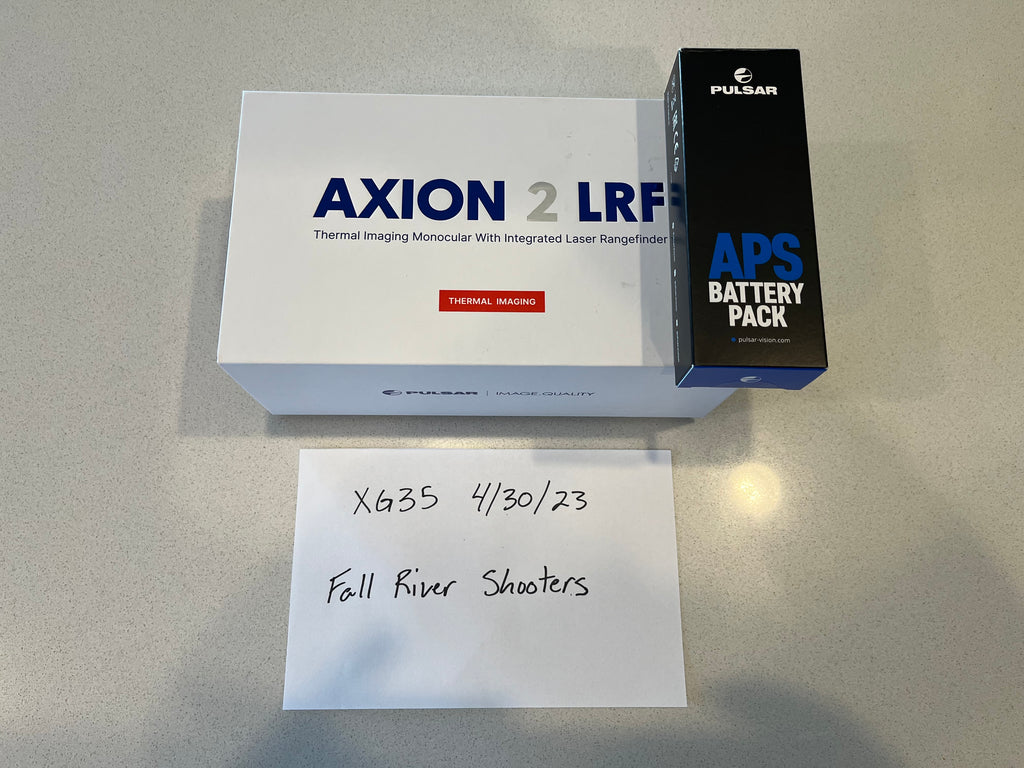 AXION 2 LRF
Thermal Imaging Monocular With Integrated Laser Rangefinder
THERMAL IMAGING
PULSAR | IMAGE QUALITY
PULSAR
APS
BATTERY
PACK
pulsar-vision.com
XG35 4/30/23
Fall River Shooters